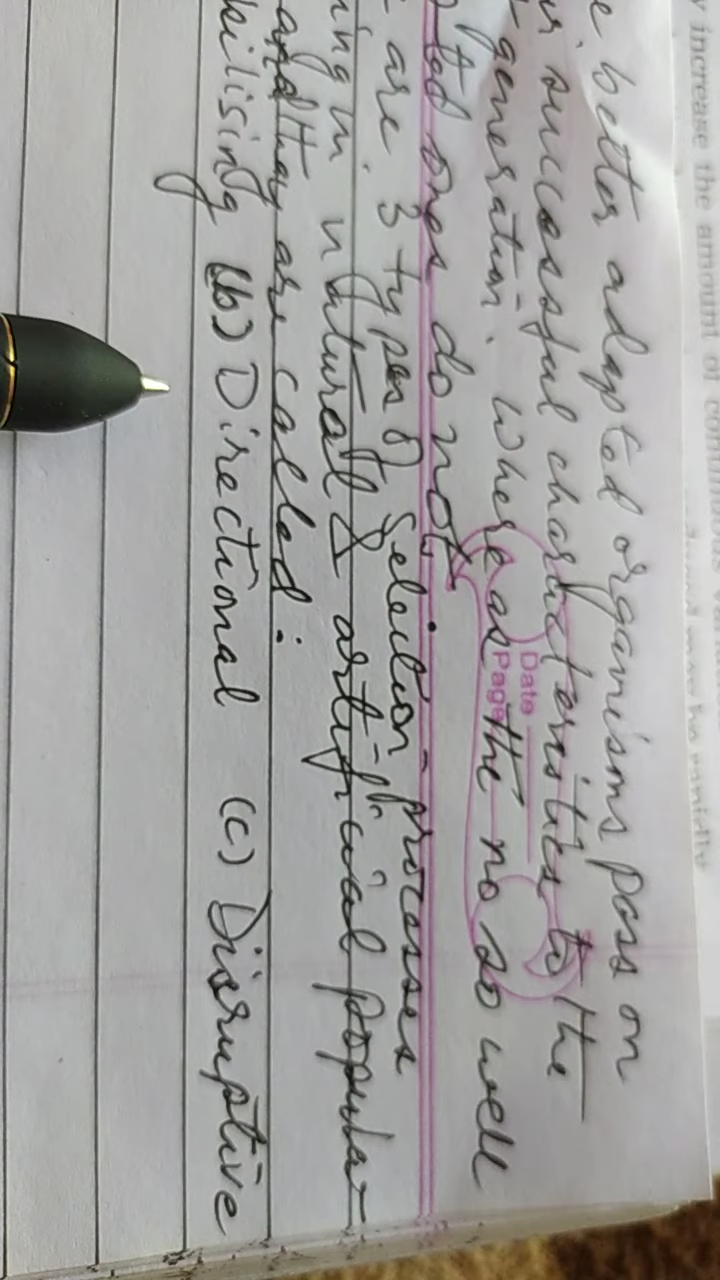 y increase the amount of
e better adapted organisms pass on
successful characteristics to the
generation. Where as the no so well
ted ones do not.
Date
Page
are 3 types of Selection - processes
ing in natural & artificial popula-
and they are called :
bilising (b) Directional (c) Disruptive